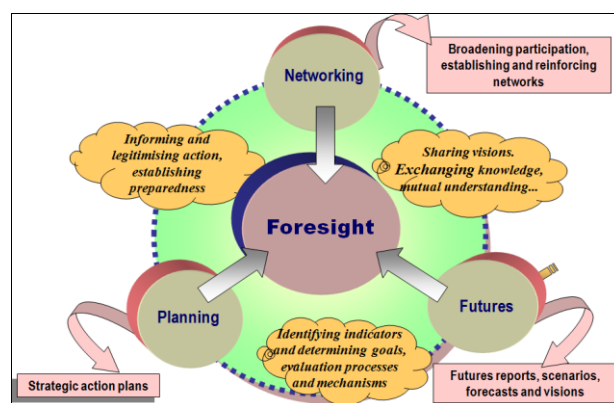 Networking
Broadening participation,
establishing and reinforcing
networks
Informing and
legitimising action,
establishing
preparedness
Sharing visions.
Exchanging knowledge,
mutual understanding...
Foresight
Planning
Futures
Identifying indicators
and determining goals,
evaluation processes
and mechanisms
Strategic action plans
Futures reports, scenarios,
forecasts and visions